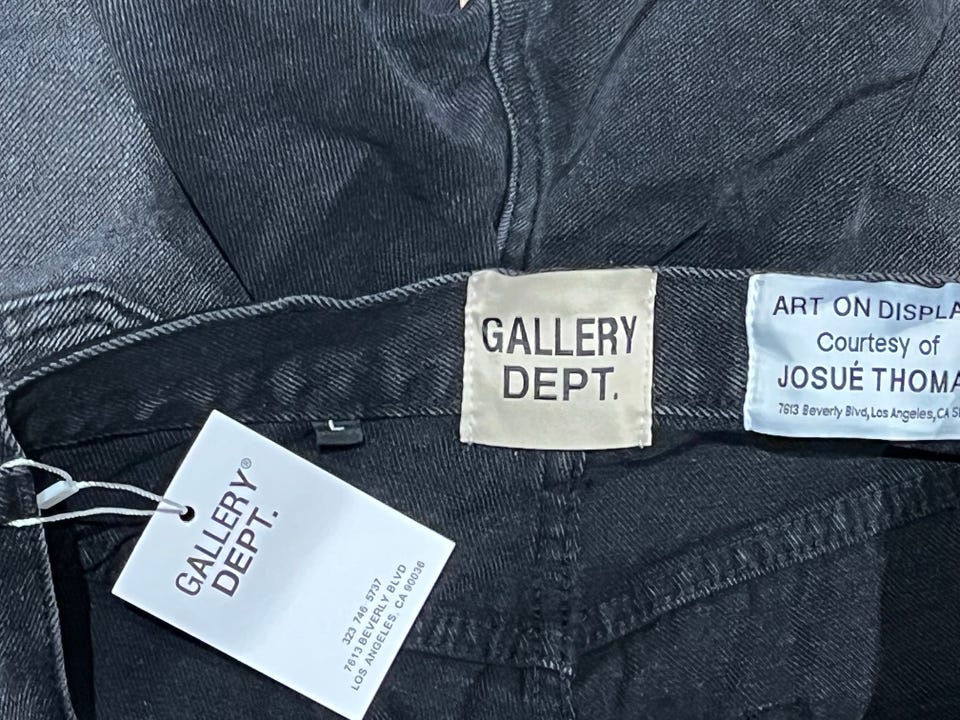 GALLERY
DEPT.
ART ON DISPLA
Courtesy of
JOSUÉ THOMA
7613 Beverly Blvd, Los Angeles, CA
L
GALLERY®
DEPT.
323 746 5737
7613 BEVERLY BLVD
LOS ANGELES, CA 90036